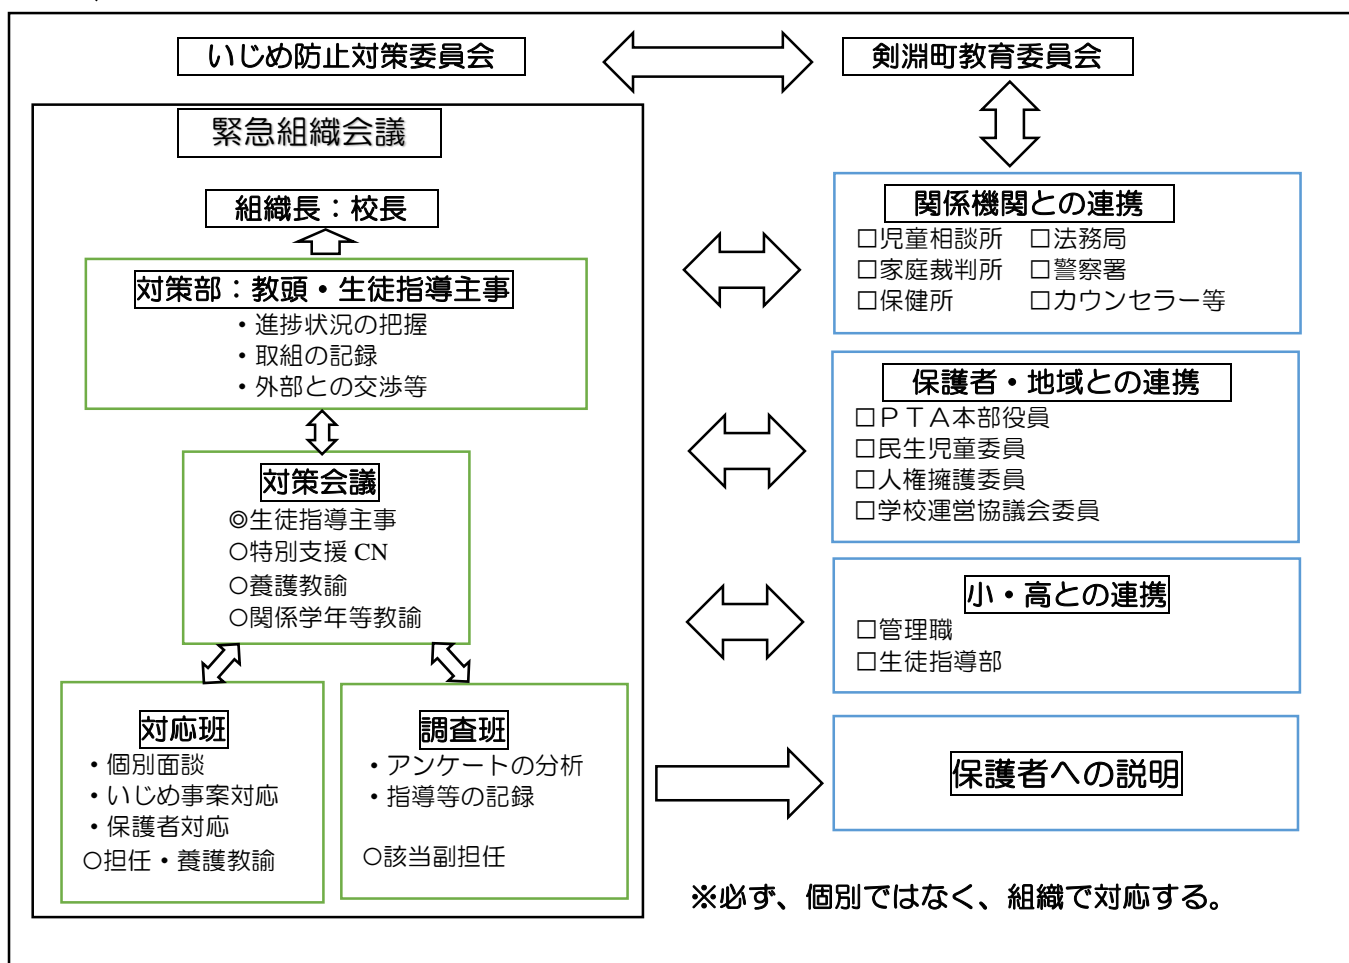 いじめ防止対策委員会
剣淵町教育委員会
緊急組織会議
組織長：校長
対策部：教頭・生徒指導主事
・進捗状況の把握
・取組の記録
・外部との交渉等
対策会議
◎生徒指導主事
○特別支援 CN
○養護教諭
○関係学年等教諭
対応班
・個別面談
・いじめ事案対応
・保護者対応
○担任・養護教諭
調査班
・アンケートの分析
・指導等の記録
○該当副担任
関係機関との連携
□児童相談所　□法務局
□家庭裁判所　□警察署
□保健所　　　□カウンセラー等
保護者・地域との連携
□ＰＴＡ本部役員
□民生児童委員
□人権擁護委員
□学校運営協議会委員
小・高との連携
□管理職
□生徒指導部
保護者への説明
※必ず、個別ではなく、組織で対応する。